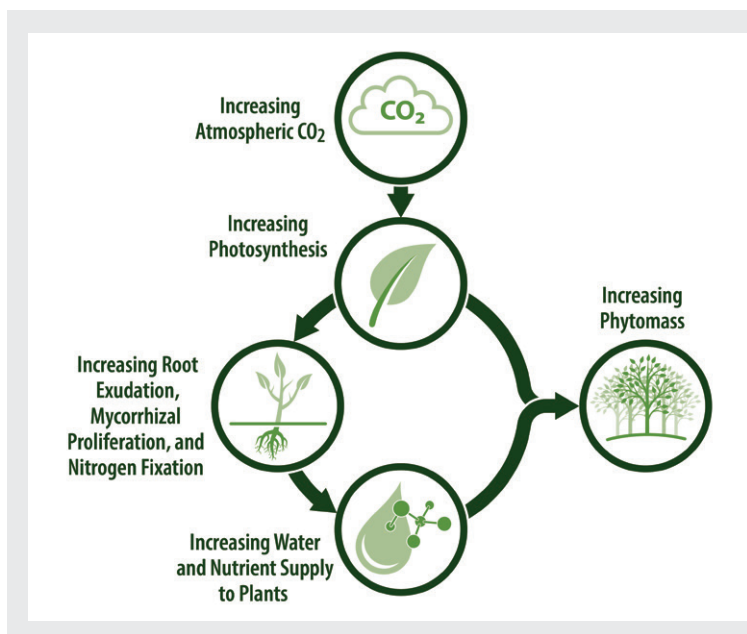 CO₂
Increasing
Atmospheric CO₂
Increasing
Photosynthesis
Increasing
Phytomass
Increasing Root
Exudation,
Mycorrhizal
Proliferation, and
Nitrogen Fixation
Increasing Water
and Nutrient Supply
to Plants